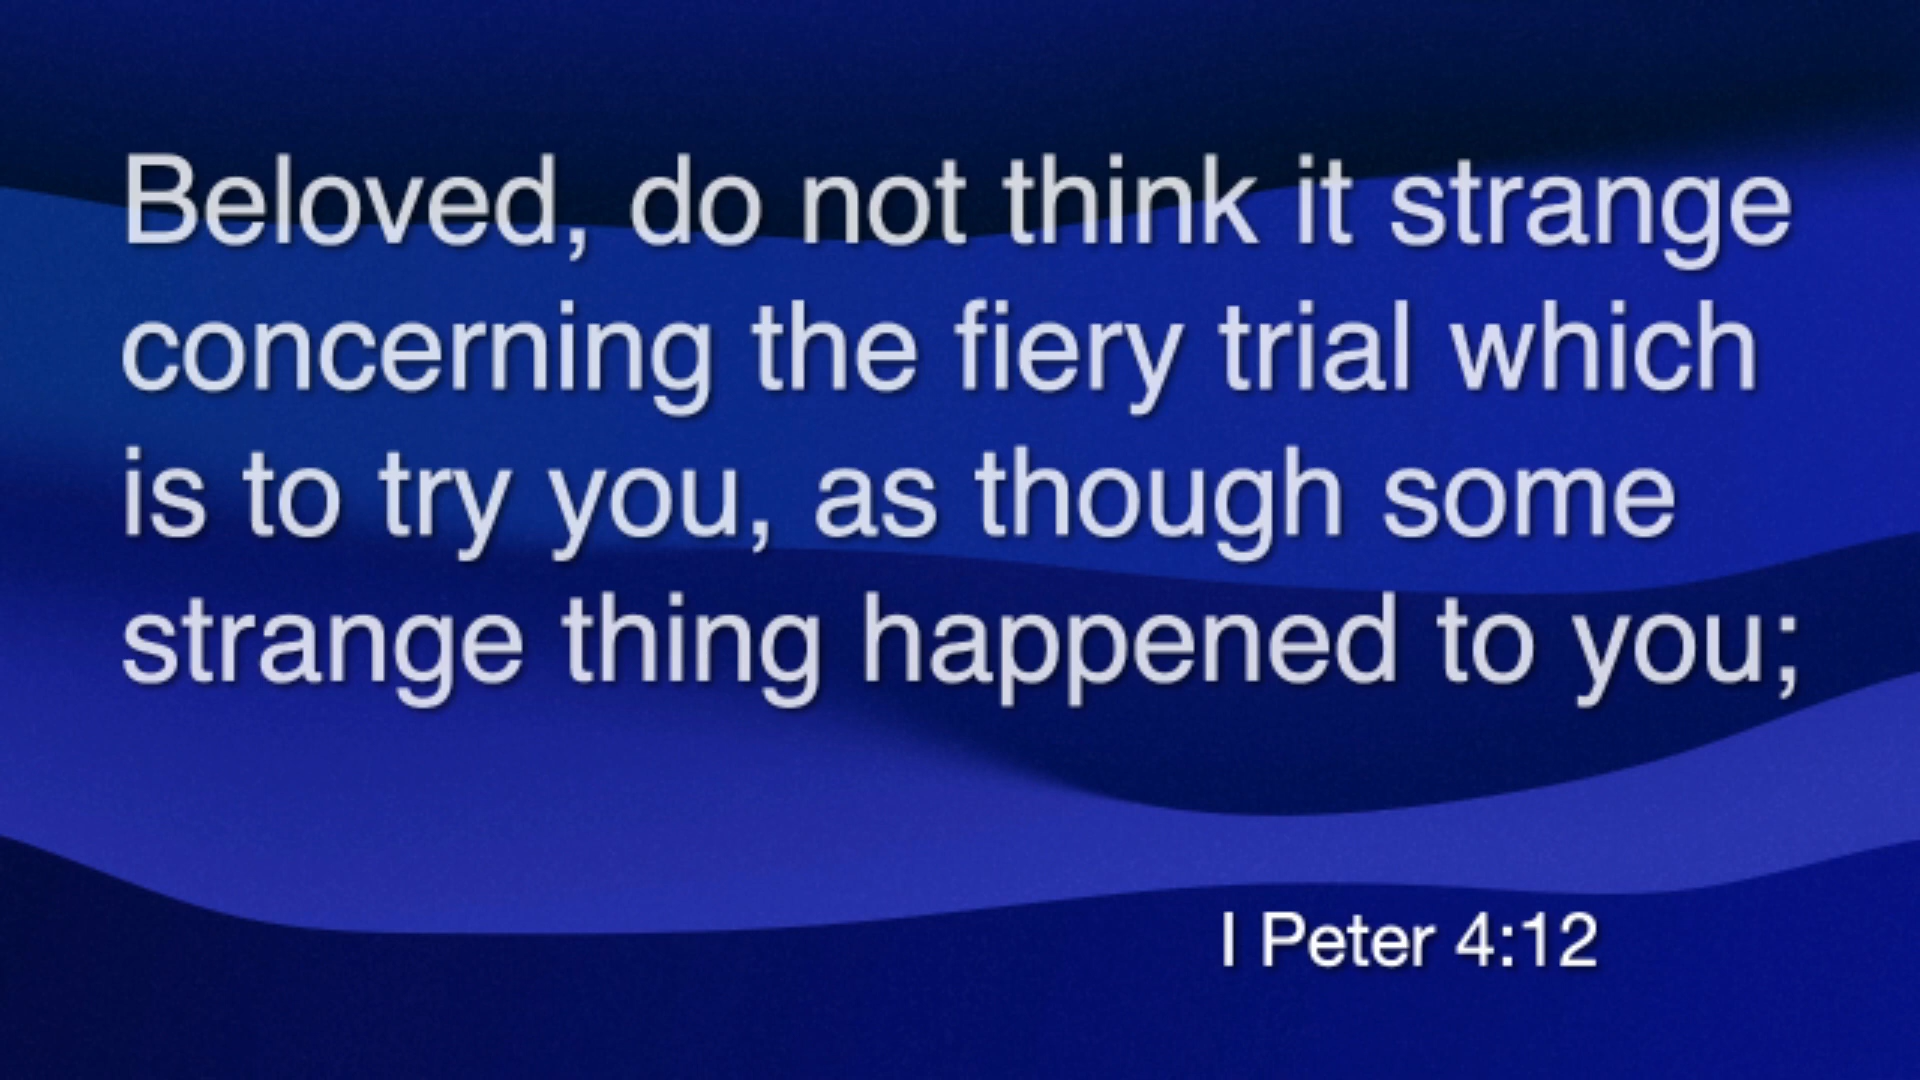 Beloved, do not think it strange
concerning the fiery trial which
is to try you, as though some
strange thing happened to you;
I Peter 4:12